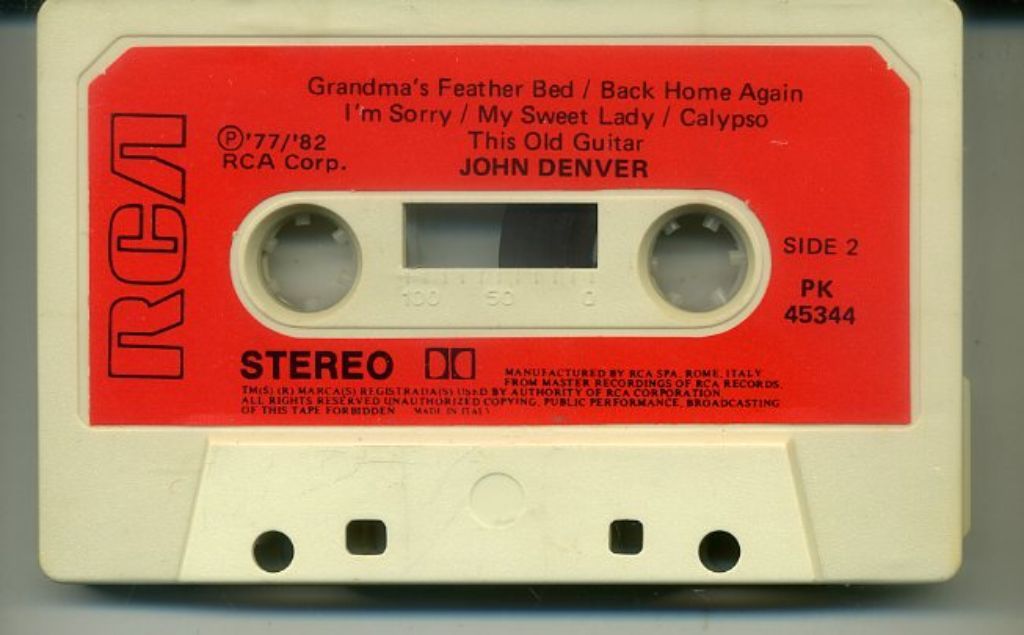 Grandma's Feather Bed / Back Home Again
I'm Sorry / My Sweet Lady / Calypso
This Old Guitar
JOHN DENVER
Ⓟ'77/'82
RCA Corp.
RCA
SIDE 2
PK
45344
100 50 0
STEREO
MANUFACTURED BY RCA SPA. ROME. ITALY
FROM MASTER RECORDINGS OF RCA RECORDS.
TM(S) (R) MARCA(S) REGISTRADA(S) USED BY AUTHORITY OF RCA CORPORATION
ALL RIGHTS RESERVED UNAUTHORIZED COPYING, PUBLIC PERFORMANCE, BROADCASTING
OF THIS TAPE FORBIDDEN MADE IN ITALY